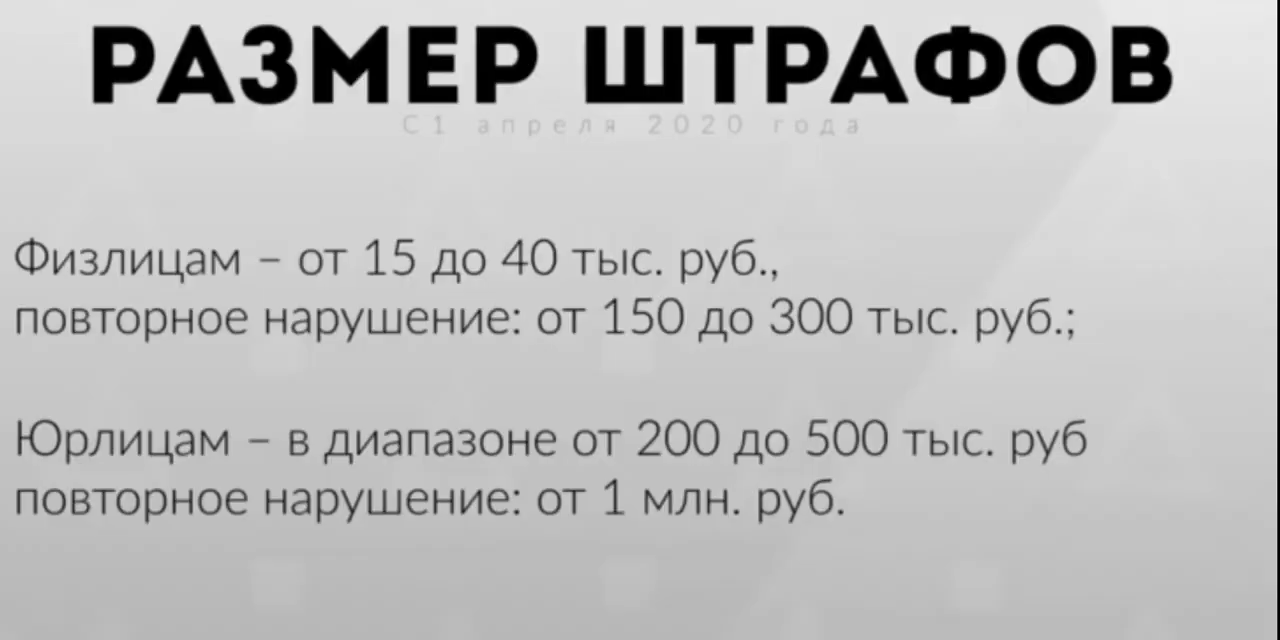 РАЗМЕР ШТРАФОВ
С1 апреля 2020 года
Физлицам – от 15 до 40 тыс. руб.,
повторное нарушение: от 150 до 300 тыс. руб.;
Юрлицам – в диапазоне от 200 до 500 тыс. руб
повторное нарушение: от 1 млн. руб.